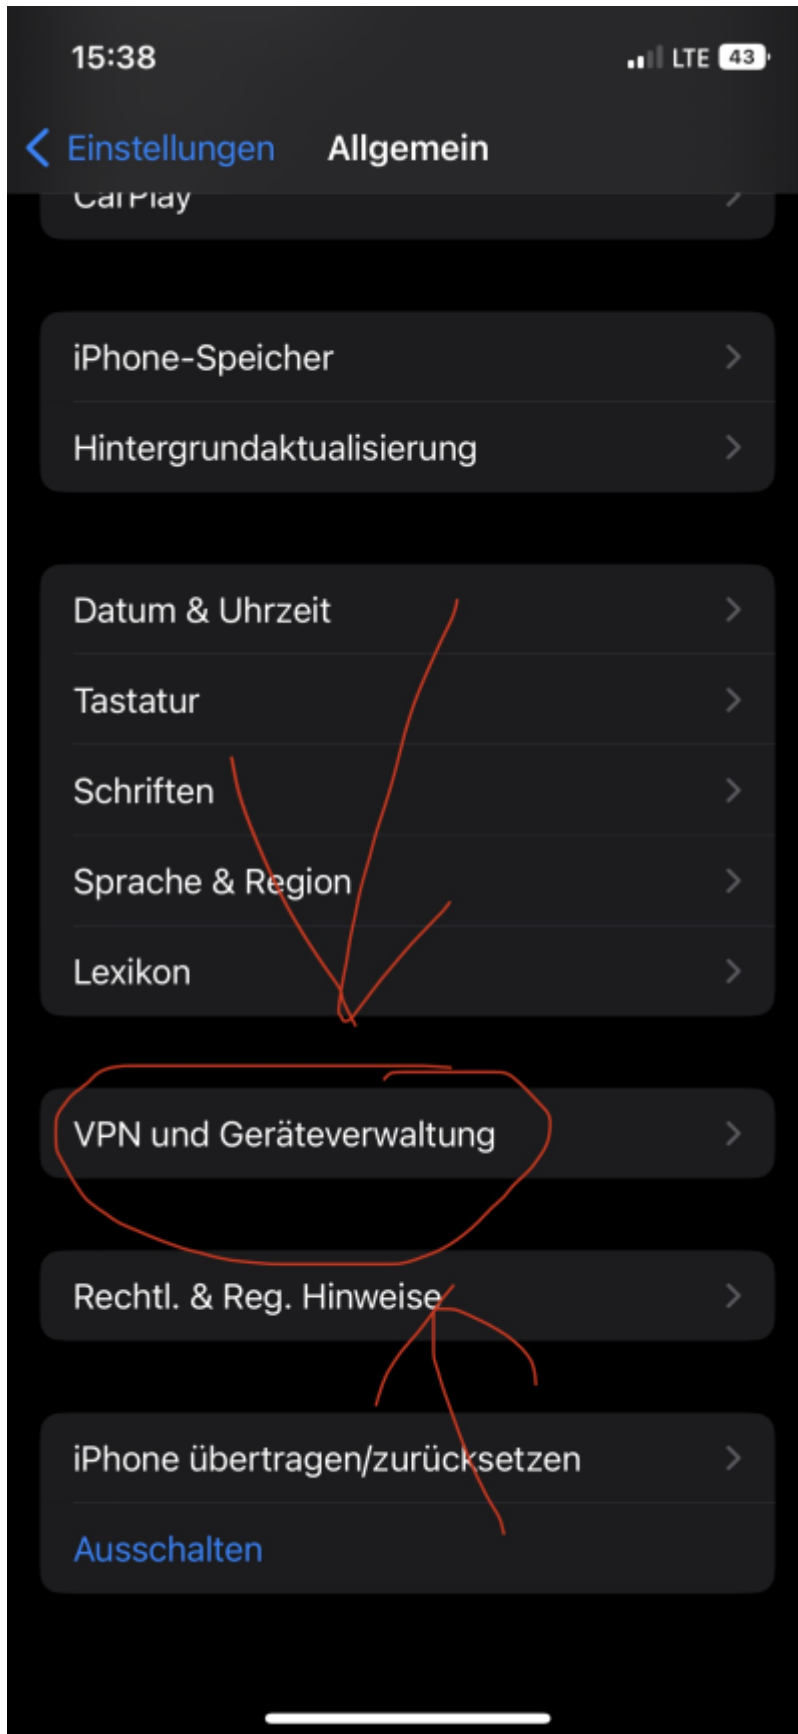 15:38 LTE 43
Einstellungen Allgemein
CarPlay
iPhone-Speicher
Hintergrundaktualisierung
Datum & Uhrzeit
Tastatur
Schriften
Sprache & Region
Lexikon
VPN und Geräteverwaltung
Rechtl. & Reg. Hinweise
iPhone übertragen/zurücksetzen
Ausschalten